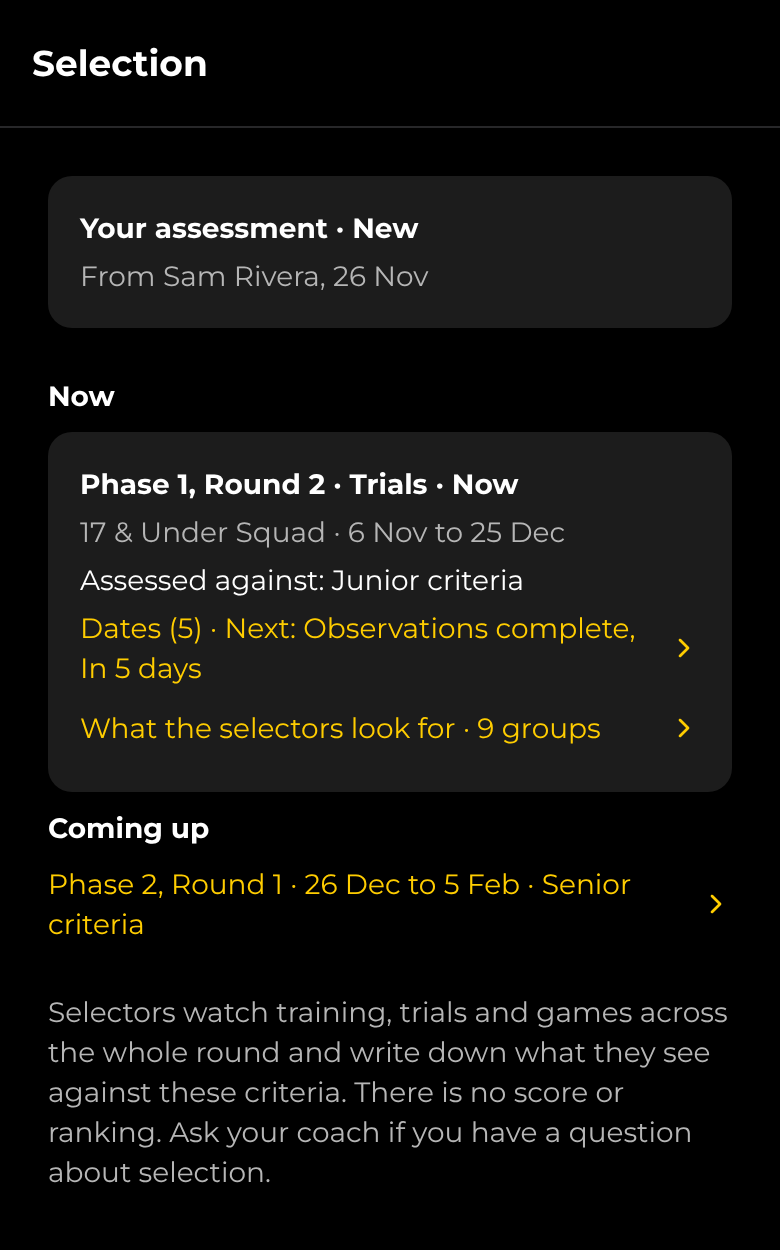 Selection
Your assessment · New
From Sam Rivera, 26 Nov
Now
Phase 1, Round 2 · Trials · Now
17 & Under Squad · 6 Nov to 25 Dec
Assessed against: Junior criteria
Dates (5) · Next: Observations complete,
In 5 days
What the selectors look for · 9 groups
Coming up
Phase 2, Round 1 · 26 Dec to 5 Feb · Senior
criteria
Selectors watch training, trials and games across
the whole round and write down what they see
against these criteria. There is no score or
ranking. Ask your coach if you have a question
about selection.